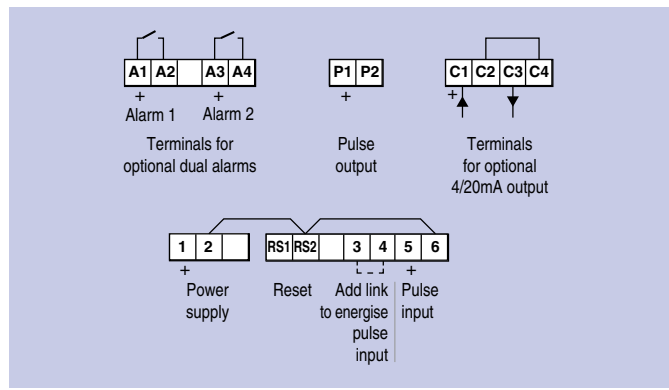 A1 A2 A3 A4
+ +
Alarm 1 Alarm 2
Terminals for
optional dual alarms
P1 P2
+
Pulse
output
C1 C2 C3 C4
+
Terminals
for optional
4/20mA output
1 2
+
Power
supply
RS1 RS2 3 4 5 6
+
Reset
Add link
to energise
pulse
input
Pulse
input